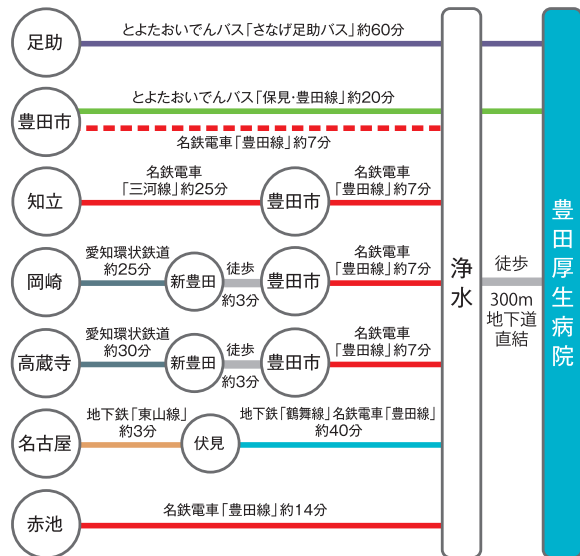 足助
とよたおいでんバス「さなげ足助バス」約60分
豊田市
とよたおいでんバス「保見・豊田線」約20分
名鉄電車「豊田線」約7分
知立
名鉄電車
「三河線」約25分
豊田市
名鉄電車
「豊田線」約7分
岡崎
愛知環状鉄道
約25分
新豊田
徒歩
約3分
豊田市
名鉄電車
「豊田線」約7分
高蔵寺
愛知環状鉄道
約30分
新豊田
徒歩
約3分
豊田市
名鉄電車
「豊田線」約7分
名古屋
地下鉄「東山線」
約3分
伏見
地下鉄「鶴舞線」名鉄電車「豊田線」
約40分
赤池
名鉄電車「豊田線」約14分
浄水
徒歩
300m
地下道
直結
豊田厚生病院